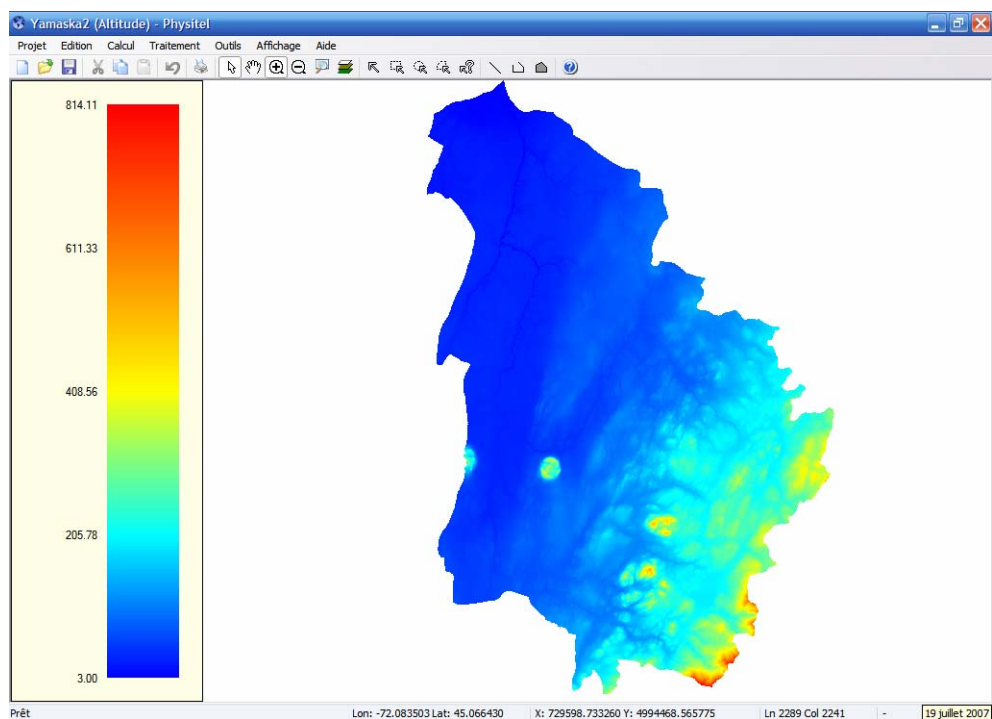 Yamaska2 (Altitude) - Physitel
Projet Edition Calcul Traitement Outils Affichage Aide
814.11
611.33
408.56
205.78
3.00
Prêt Lon: -72.083503 Lat: 45.066430 X: 729598.733260 Y: 4994468.565775 Ln 2289 Col 2241 - 19 juillet 2007